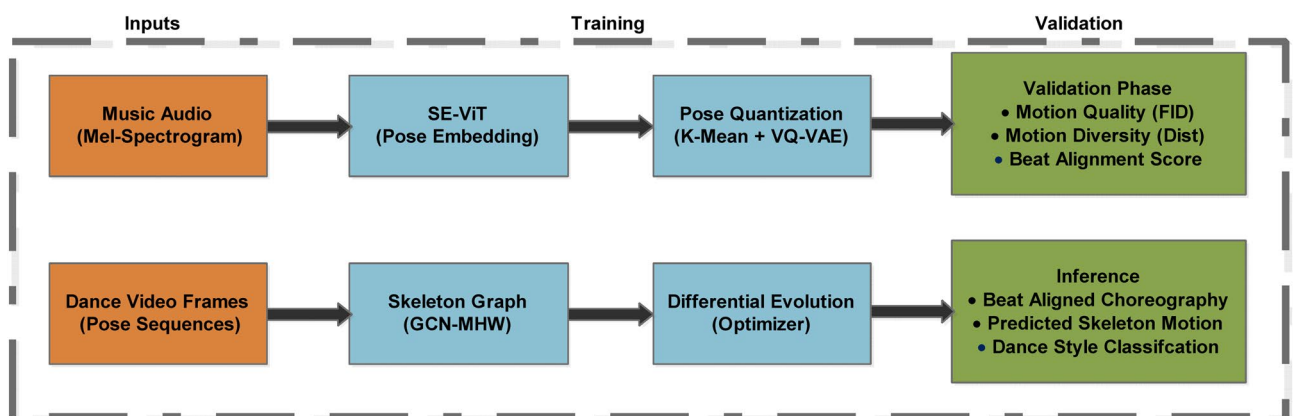 Inputs
Training
Validation
Music Audio
(Mel-Spectrogram)
SE-ViT
(Pose Embedding)
Pose Quantization
(K-Mean + VQ-VAE)
Validation Phase
• Motion Quality (FID)
• Motion Diversity (Dist)
• Beat Alignment Score
Dance Video Frames
(Pose Sequences)
Skeleton Graph
(GCN-MHW)
Differential Evolution
(Optimizer)
Inference
• Beat Aligned Choreography
• Predicted Skeleton Motion
• Dance Style Classifcation